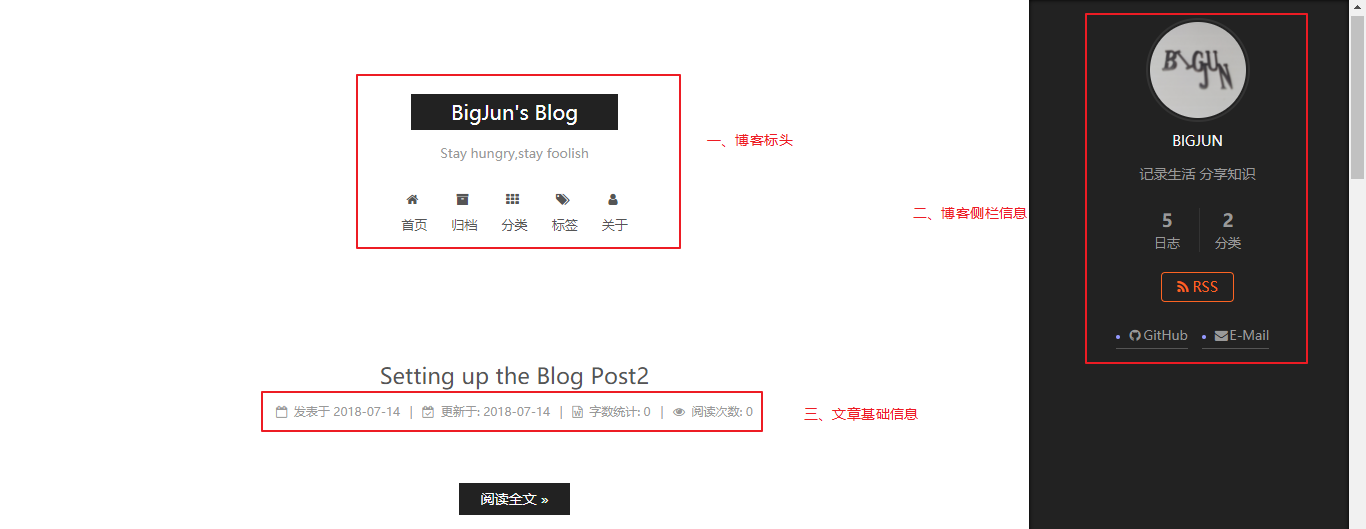 BigJun's Blog
Stay hungry,stay foolish
首页 归档 分类 标签 关于
一、博客标头
二、博客侧栏信息
BIGJUN
BIGJUN
记录生活 分享知识
5 2
日志 分类
RSS
GitHub E-Mail
Setting up the Blog Post2
发表于 2018-07-14 | 更新于: 2018-07-14 | 字数统计: 0 | 阅读次数: 0
三、文章基础信息
阅读全文 »